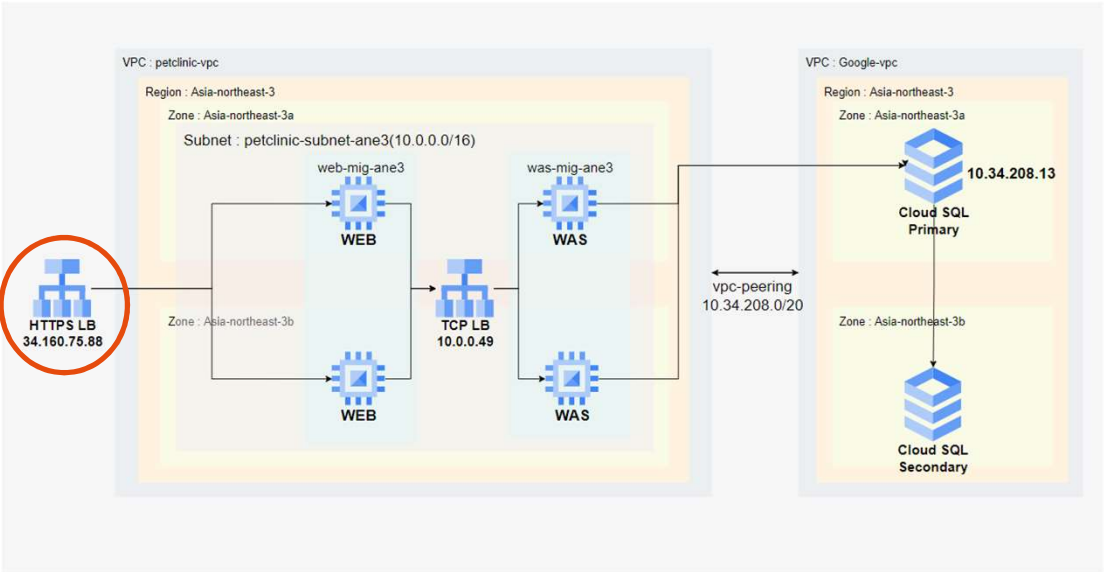 VPC : petclinic-vpc
Region : Asia-northeast-3
Zone : Asia-northeast-3a
Subnet : petclinic-subnet-ane3(10.0.0.0/16)
web-mig-ane3
WEB
was-mig-ane3
WAS
HTTPS LB
34.160.75.88
TCP LB
10.0.0.49
Zone : Asia-northeast-3b
WEB
WAS
vpc-peering
10.34.208.0/20
VPC : Google-vpc
Region : Asia-northeast-3
Zone : Asia-northeast-3a
10.34.208.13
Cloud SQL
Primary
Zone : Asia-northeast-3b
Cloud SQL
Secondary